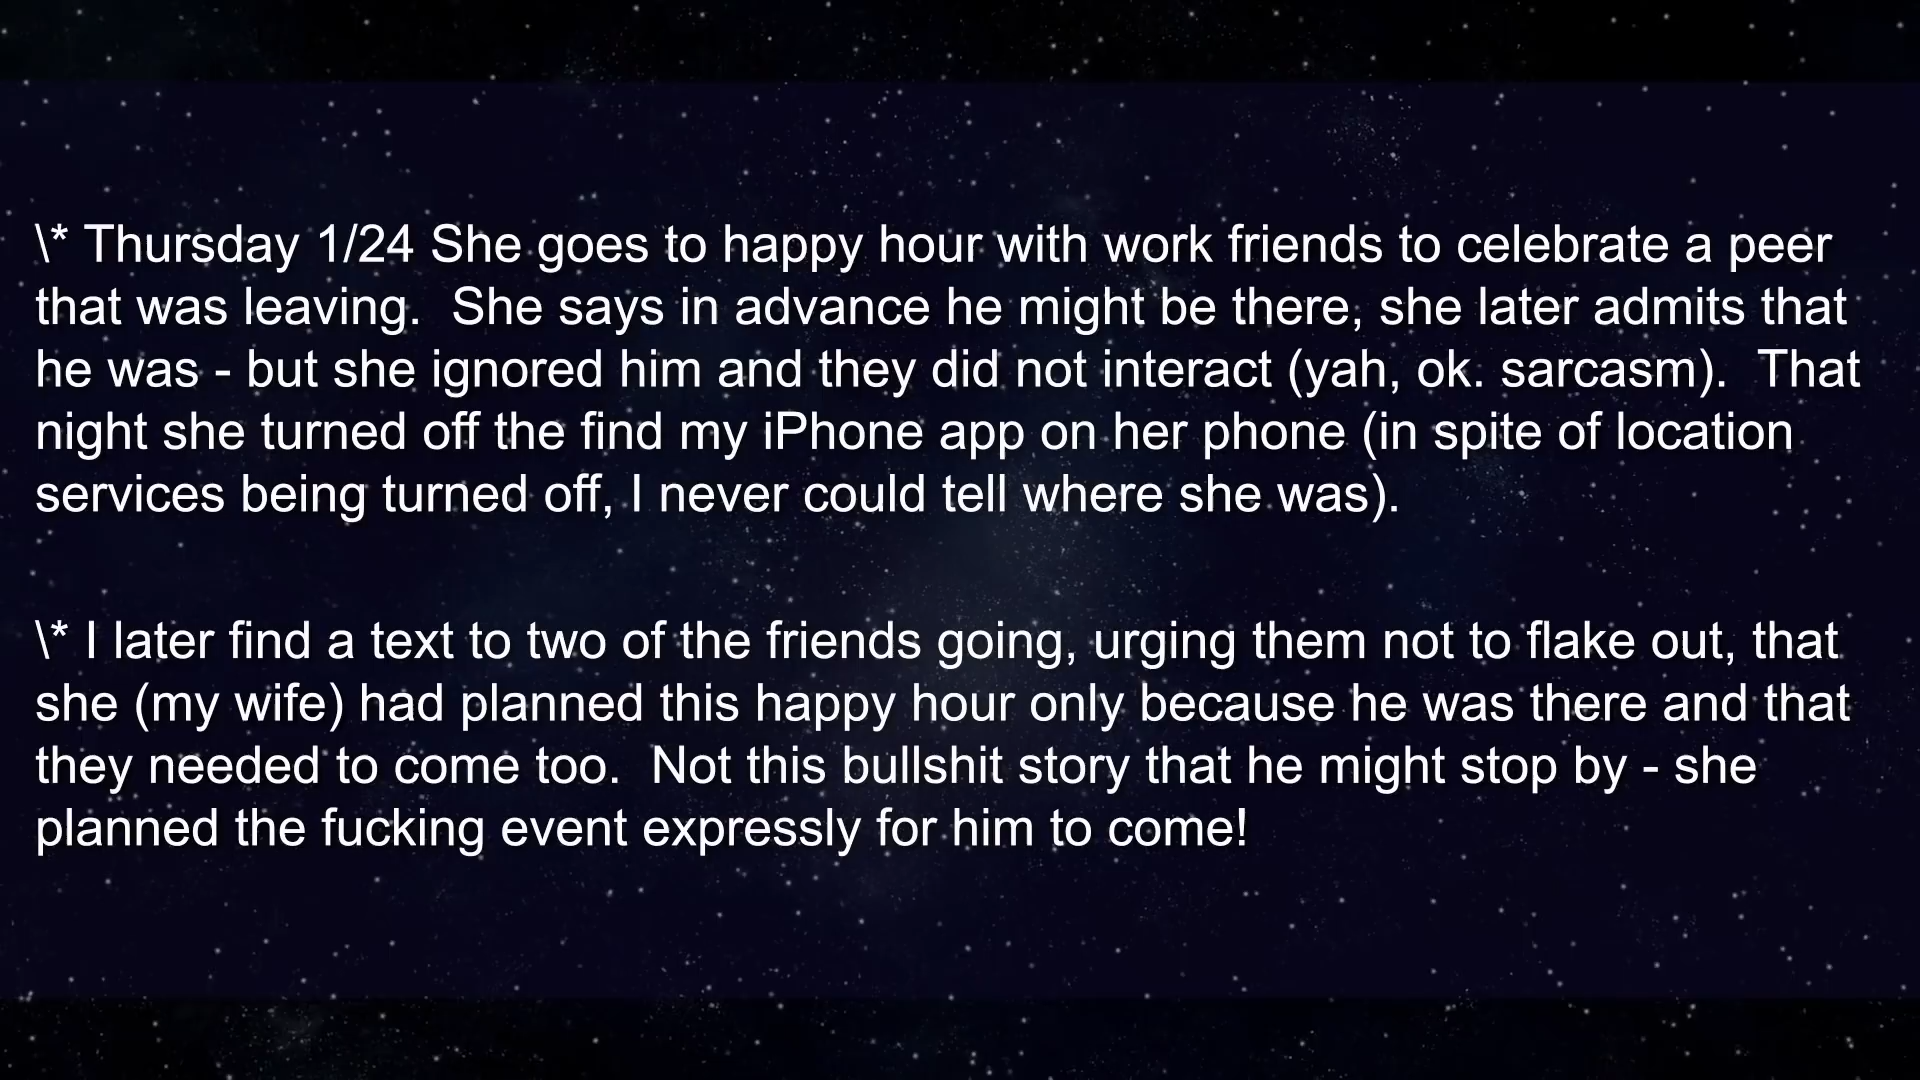 \* Thursday 1/24 She goes to happy hour with work friends to celebrate a peer
that was leaving.  She says in advance he might be there, she later admits that
he was - but she ignored him and they did not interact (yah, ok. sarcasm).  That
night she turned off the find my iPhone app on her phone (in spite of location
services being turned off, I never could tell where she was).
\* I later find a text to two of the friends going, urging them not to flake out, that
she (my wife) had planned this happy hour only because he was there and that
they needed to come too.  Not this bullshit story that he might stop by - she
planned the fucking event expressly for him to come!